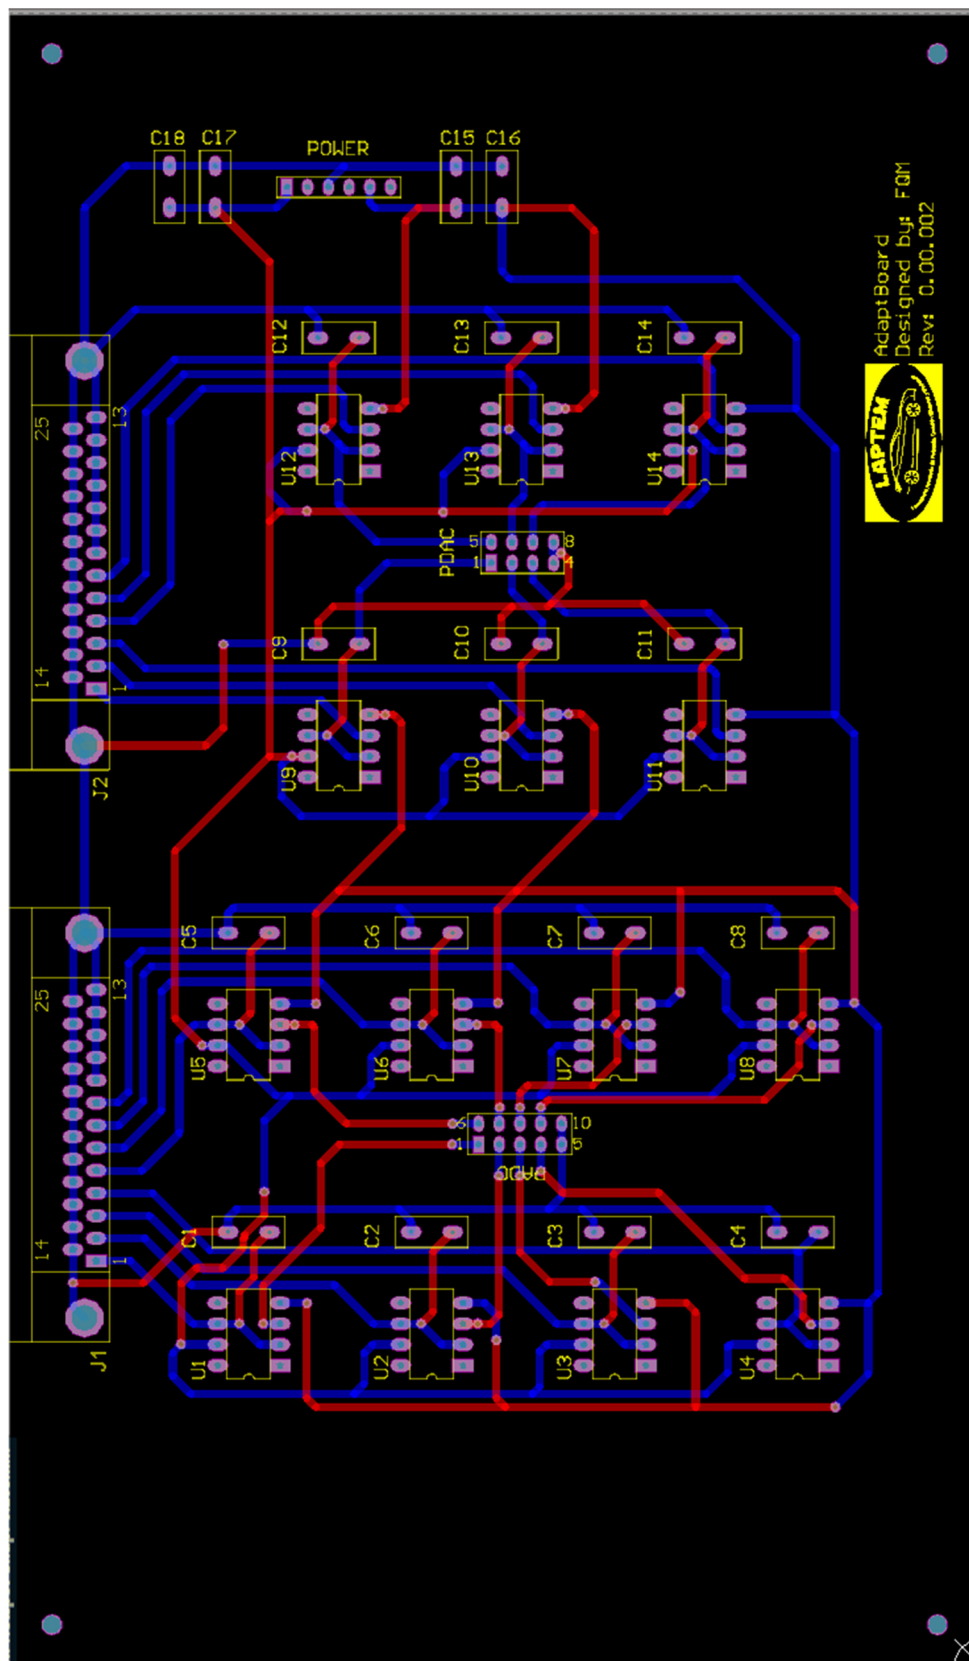 C18 C17 POWER C15 C16
AdaptBoard
Designed by: FQM
Rev: 0.00.002
LAPTEM
C12 C13 C14
25 13
U12 U13 U14
PDAC
5 8
1 4
C9 C10 C11
14 1
U9 U10 U11
J2
C5 C6 C7 C8
25 13
U5 U6 U7 U8
6 10
1 5
PADC
C1 C2 C3 C4
14 1
U1 U2 U3 U4
J1